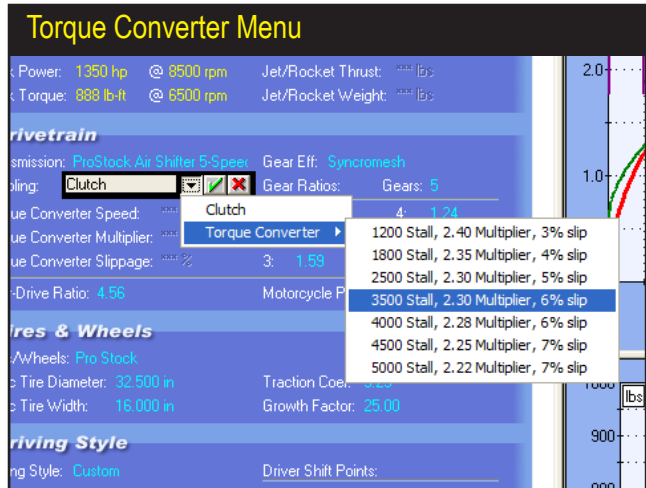 Torque Converter Menu
Power: 1350 hp @ 8500 rpm Jet/Rocket Thrust: *** lbs
Torque: 888 lb-ft @ 6500 rpm Jet/Rocket Weight: *** lbs
rivetrain
smission: ProStock Air Shifter 5-Speed Gear Eff: Syncromesh
pling: Clutch Gear Ratios: Gears: 5
ue Converter Speed: *** Clutch 4: 1.24
ue Converter Multiplier: *** Torque Converter 1200 Stall, 2.40 Multiplier, 3% slip
ue Converter Slippage: *** % 3: 1.59 1800 Stall, 2.35 Multiplier, 4% slip
2500 Stall, 2.30 Multiplier, 5% slip
-Drive Ratio: 4.56 Motorcycle P 3500 Stall, 2.30 Multiplier, 6% slip
4000 Stall, 2.28 Multiplier, 6% slip
ires & Wheels 4500 Stall, 2.25 Multiplier, 7% slip
/Wheels: Pro Stock 5000 Stall, 2.22 Multiplier, 7% slip
Tire Diameter: 32.500 in Traction Coef:
Tire Width: 16.000 in Growth Factor: 25.00
riving Style
ng Style: Custom Driver Shift Points:
2.0
1.0
lbs
900